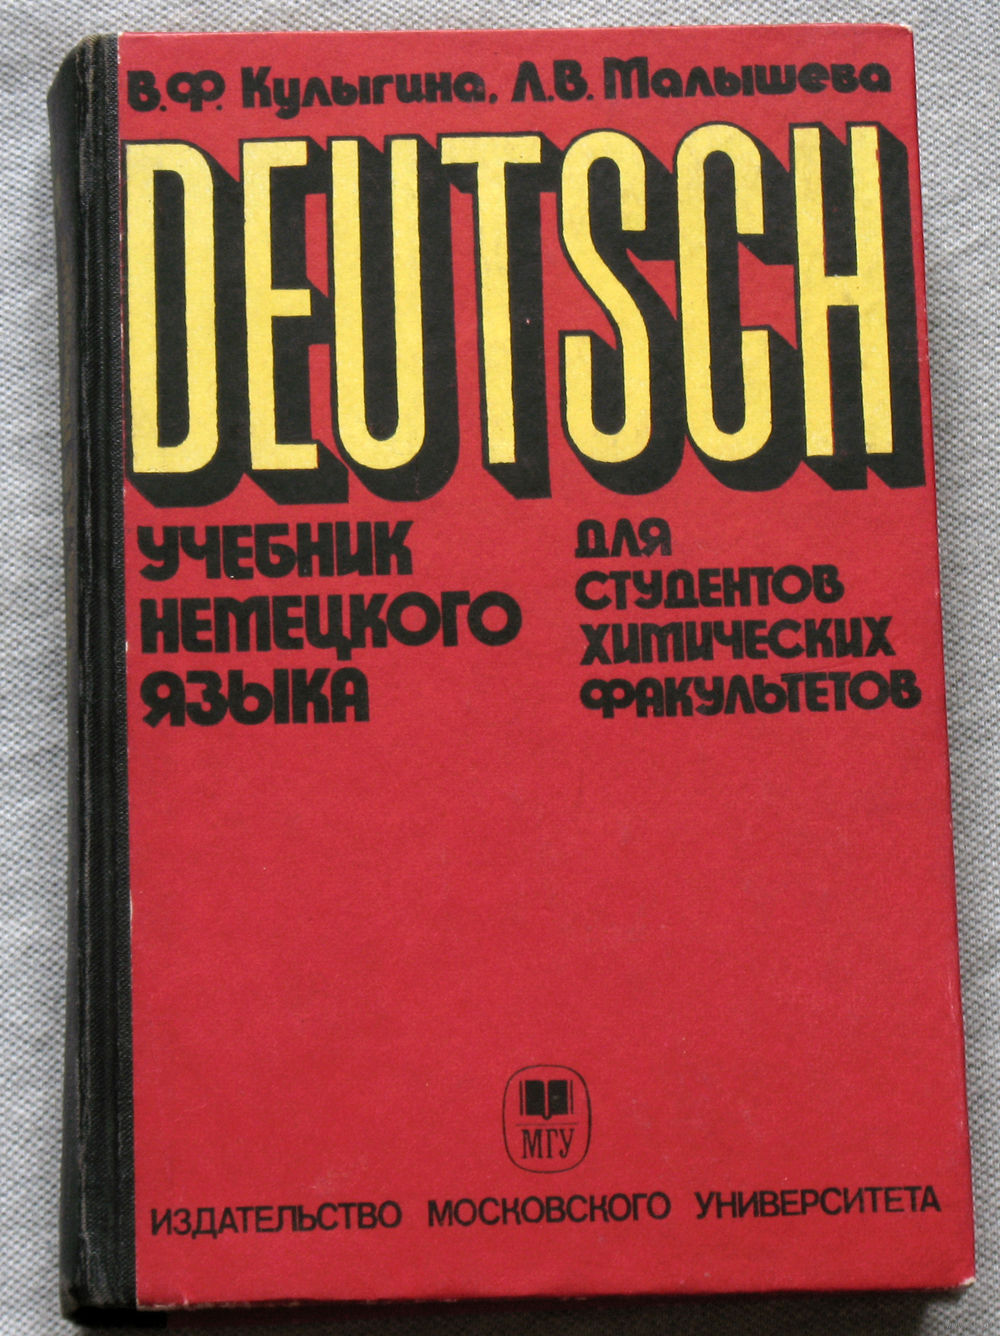 В.Ф. Кулыгина, Л.В. Малышева
DEUTSCH
УЧЕБНИК
НЕМЕЦКОГО
ЯЗЫКА
ДЛЯ
СТУДЕНТОВ
ХИМИЧЕСКИХ
ФАКУЛЬТЕТОВ
МГУ
ИЗДАТЕЛЬСТВО МОСКОВСКОГО УНИВЕРСИТЕТА